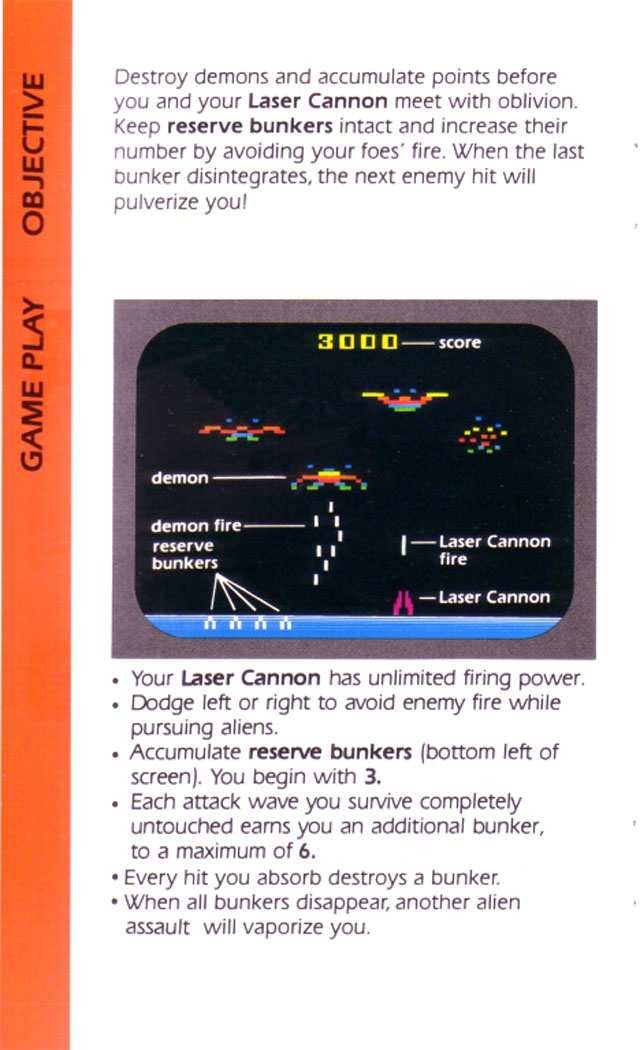 OBJECTIVE
Destroy demons and accumulate points before
you and your Laser Cannon meet with oblivion.
Keep reserve bunkers intact and increase their
number by avoiding your foes' fire. When the last
bunker disintegrates, the next enemy hit will
pulverize you!
GAME PLAY
3000 — score
demon
demon fire
reserve
bunkers
Laser Cannon
fire
Laser Cannon
• Your Laser Cannon has unlimited firing power.
• Dodge left or right to avoid enemy fire while
pursuing aliens.
• Accumulate reserve bunkers (bottom left of
screen). You begin with 3.
• Each attack wave you survive completely
untouched earns you an additional bunker,
to a maximum of 6.
• Every hit you absorb destroys a bunker.
• When all bunkers disappear, another alien
assault will vaporize you.